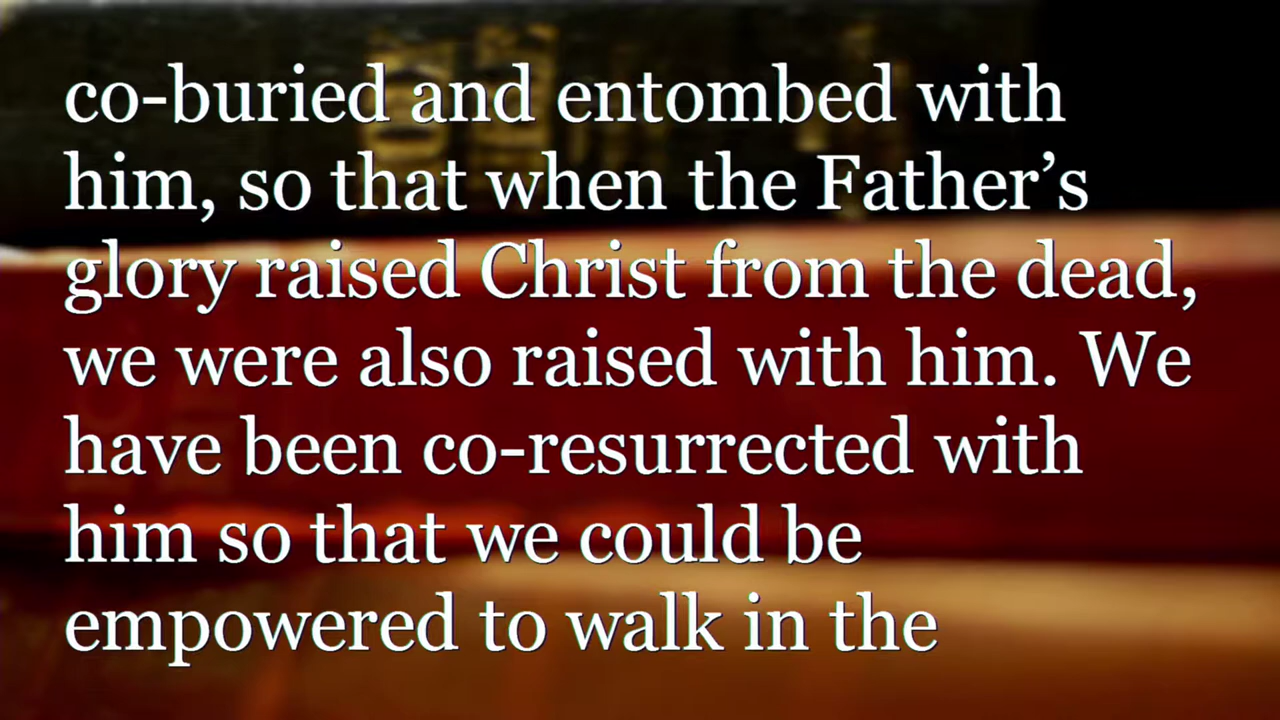 co-buried and entombed with
him, so that when the Father’s
glory raised Christ from the dead,
we were also raised with him. We
have been co-resurrected with
him so that we could be
empowered to walk in the